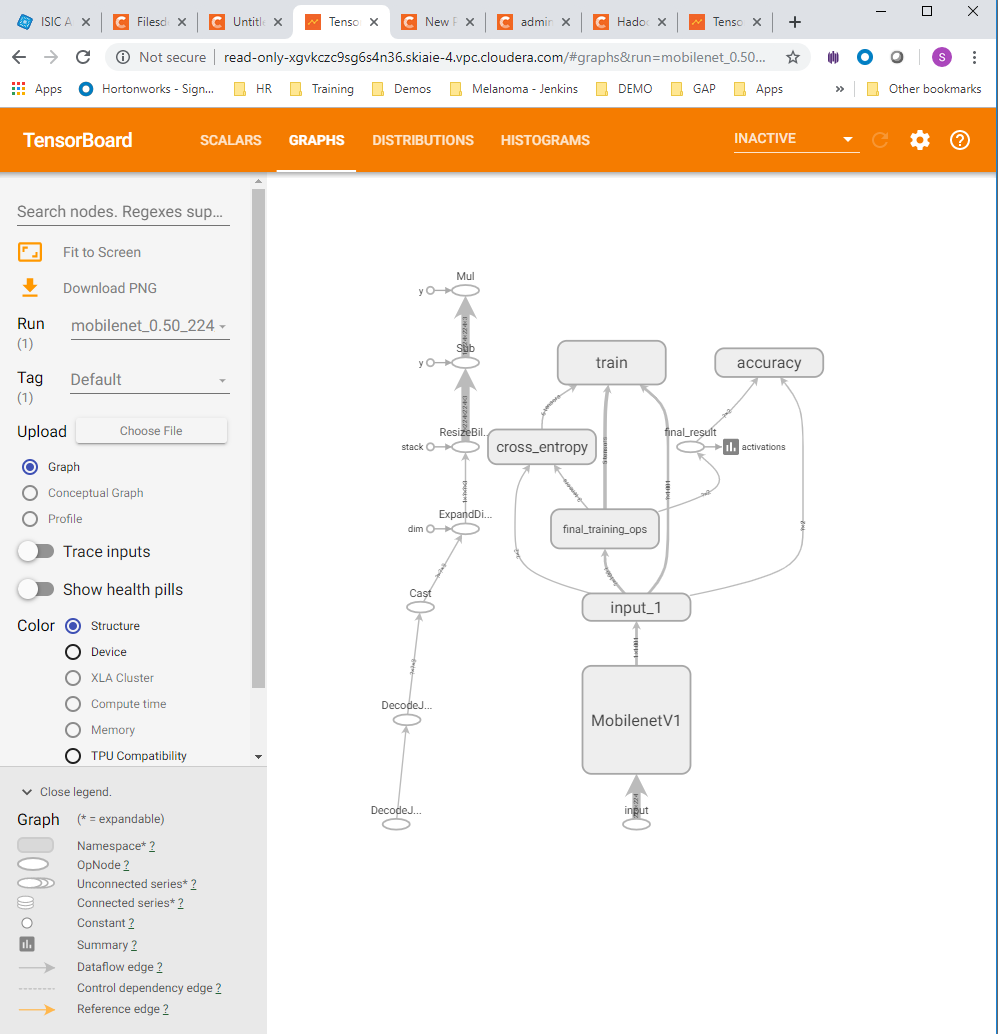 ISIC A
Filesd
Untitle
Tenso
New P
admin
Hadoo
Tenso
Not secure
read-only-xgvkczc9sg6s4n36.skiaie-4.vpc.cloudera.com/#graphs&run=mobilenet_0.50...
S
Apps
Hortonworks - Sign...
HR
Training
Demos
Melanoma - Jenkins
DEMO
GAP
Apps
»
Other bookmarks
TensorBoard
SCALARS
GRAPHS
DISTRIBUTIONS
HISTOGRAMS
INACTIVE
Search nodes. Regexes sup...
Fit to Screen
Download PNG
Run
(1)
mobilenet_0.50_224
Tag
(1)
Default
Upload
Choose File
Graph
Conceptual Graph
Profile
Trace inputs
Show health pills
Color
Structure
Device
XLA Cluster
Compute time
Memory
TPU Compatibility
Close legend.
Graph
(* = expandable)
Namespace* ?
OpNode ?
Unconnected series* ?
Connected series* ?
Constant ?
Summary ?
Dataflow edge ?
Control dependency edge ?
Reference edge ?
Mul
y
Sub
y
ResizeBil...
stack
ExpandDi...
dim
Cast
DecodeJ...
DecodeJ...
train
accuracy
cross_entropy
final_result
activations
final_training_ops
input_1
MobilenetV1
input